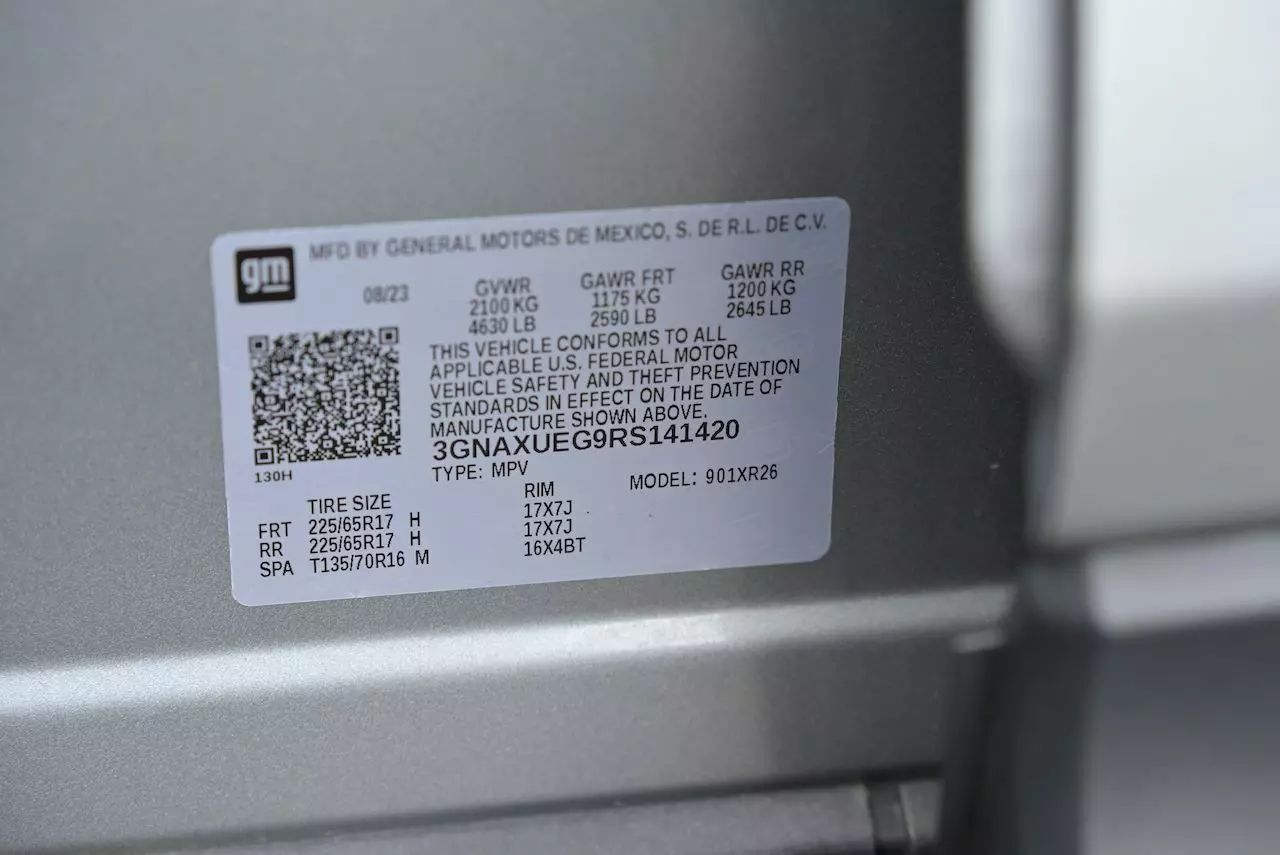 gm
MFD BY GENERAL MOTORS DE MEXICO, S. DE R.L. DE C.V.
08/23
GVWR GAWR FRT GAWR RR
2100 KG 1175 KG 1200 KG
4630 LB 2590 LB 2645 LB
THIS VEHICLE CONFORMS TO ALL
APPLICABLE U.S. FEDERAL MOTOR
VEHICLE SAFETY AND THEFT PREVENTION
STANDARDS IN EFFECT ON THE DATE OF
MANUFACTURE SHOWN ABOVE.
3GNAXUEG9RS141420
130H
TYPE: MPV
MODEL: 901XR26
TIRE SIZE RIM
FRT 225/65R17 H 17X7J
RR 225/65R17 H 17X7J
SPA T135/70R16 M 16X4BT